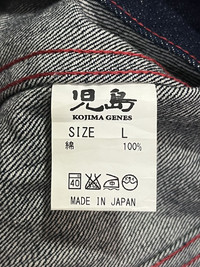 児島
KOJIMA GENES
SIZE L
綿 100%
40
MADE IN JAPAN